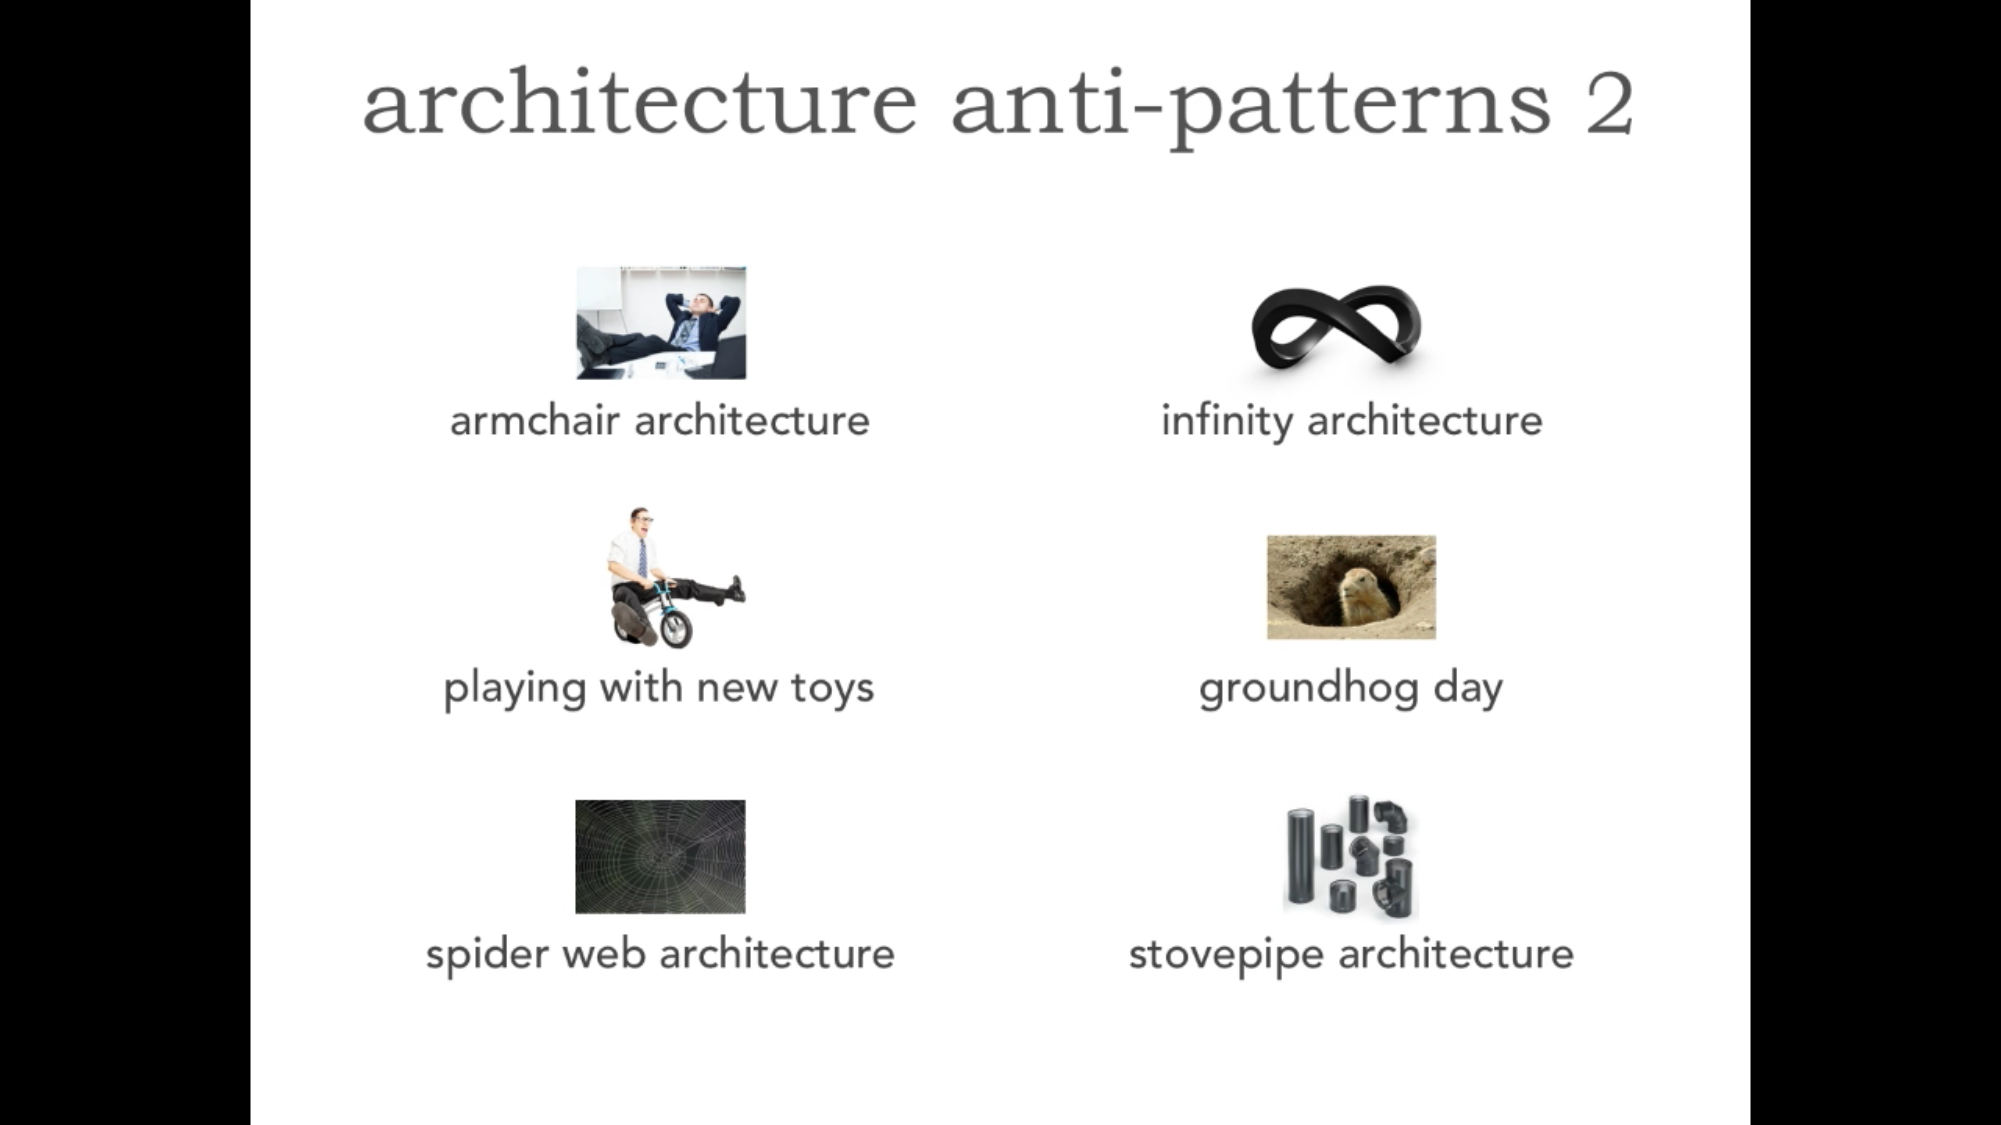 architecture anti-patterns 2
armchair architecture
infinity architecture
playing with new toys
groundhog day
spider web architecture
stovepipe architecture